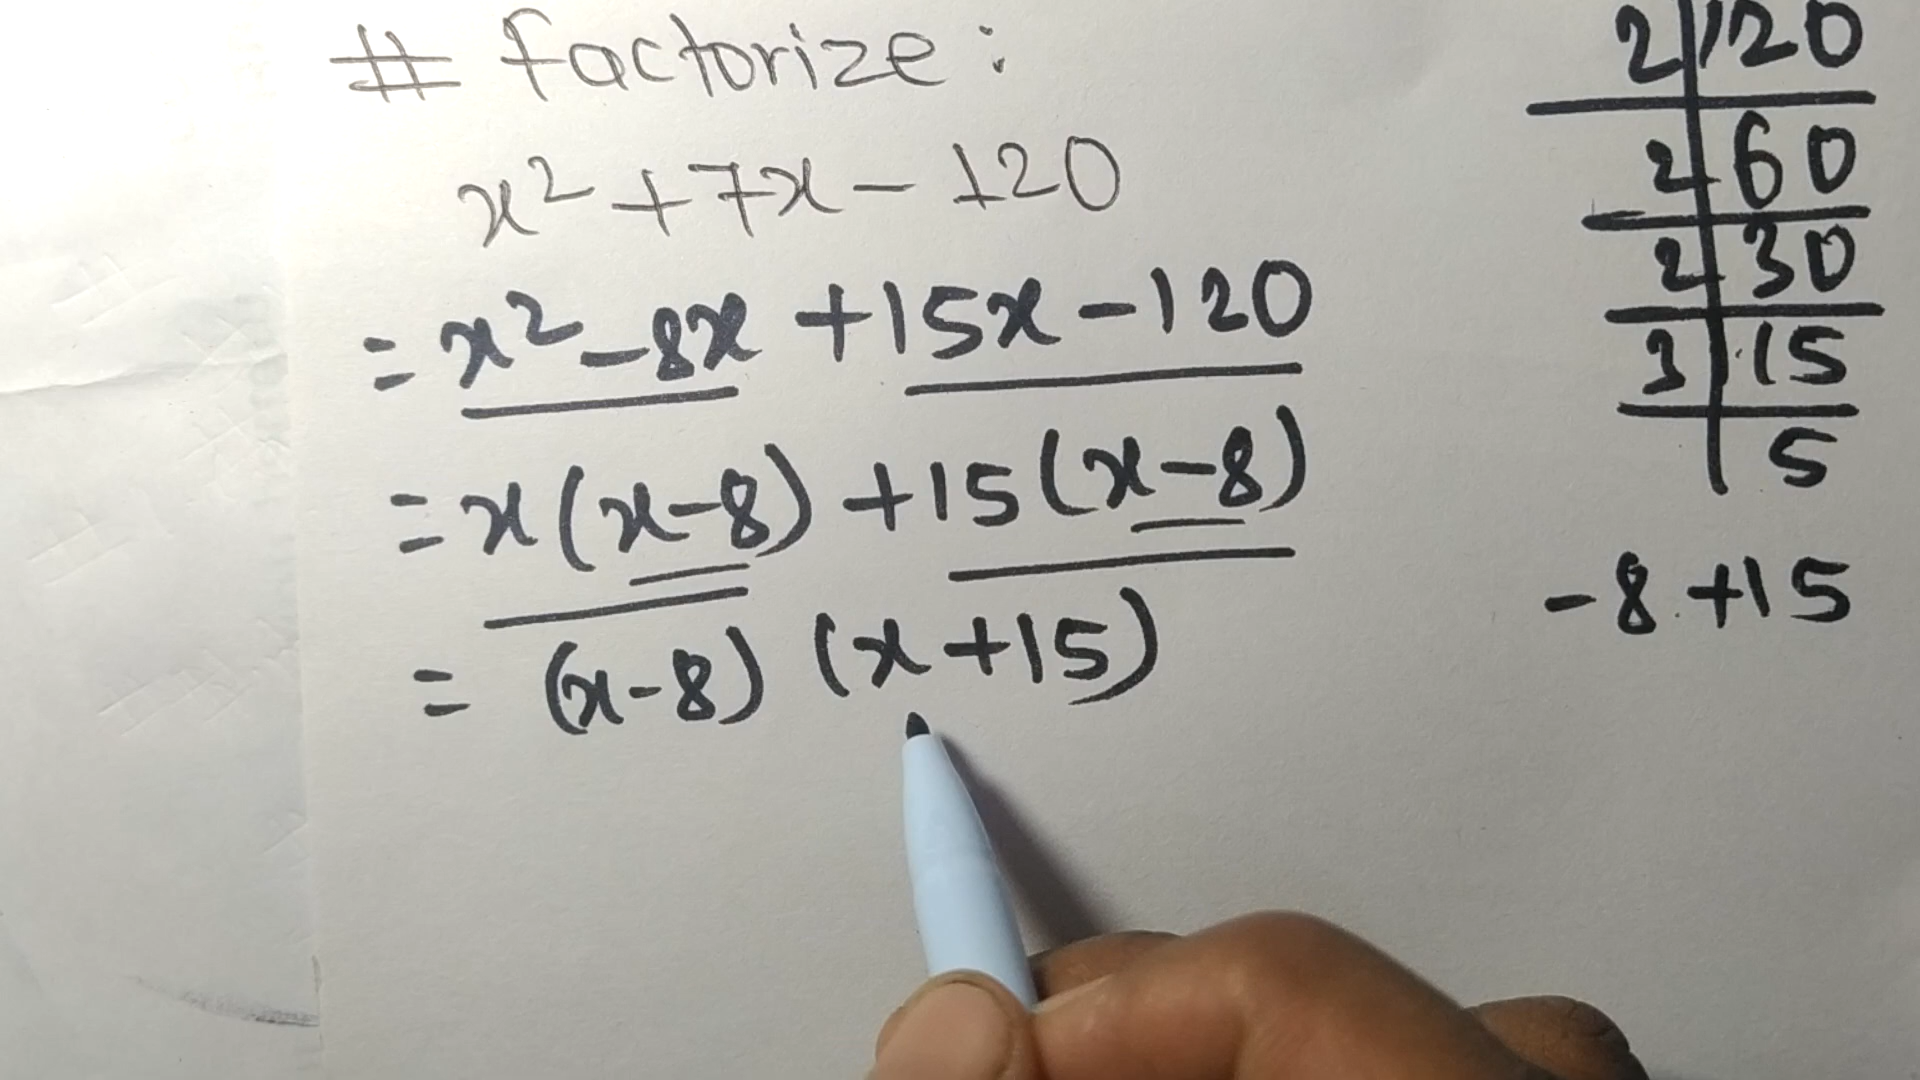 # factorize:
x² + 7x - 120
= x² - 8x + 15x - 120
= x(x-8) + 15(x-8)
= (x-8) (x+15)
2|120
2|60
2|30
3|15
|5
-8 +15